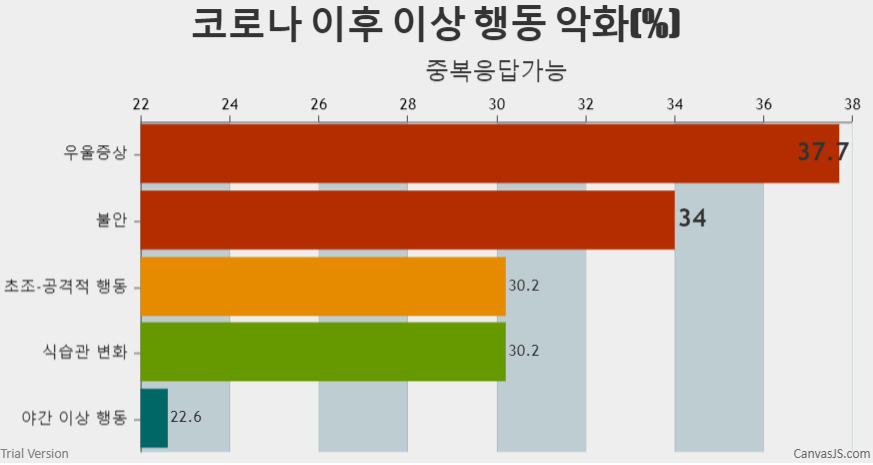 코로나 이후 이상 행동 악화(%)
중복응답가능
22 24 26 28 30 32 34 36 38
우울증상 37.7
불안 34
초조-공격적 행동 30.2
식습관 변화 30.2
야간 이상 행동 22.6
Trial Version CanvasJS.com